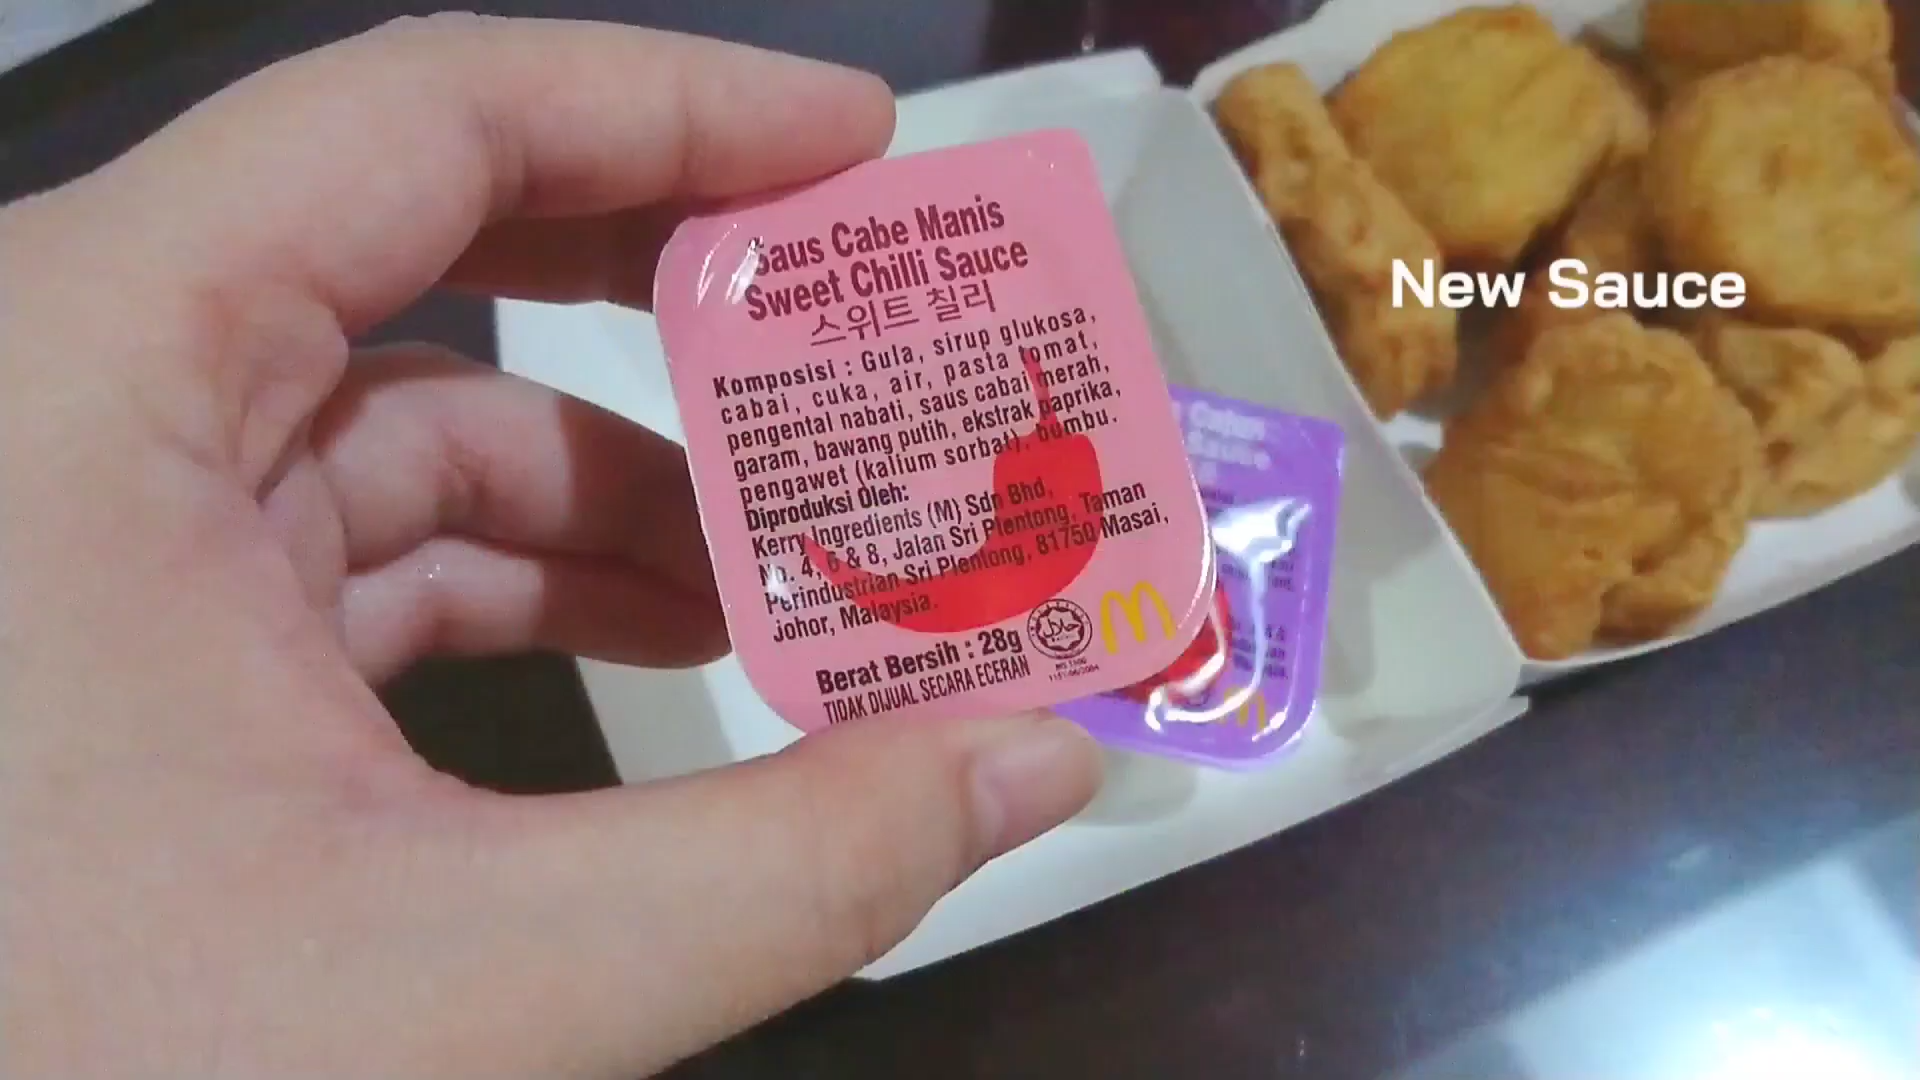 Saus Cabe Manis
Sweet Chilli Sauce
스위트 칠리
Komposisi : Gula, sirup glukosa,
cabai, cuka, air, pasta tomat,
pengental nabati, saus cabai merah,
garam, bawang putih, ekstrak paprika,
pengawet (kalium sorbat), bumbu.
Diproduksi Oleh:
Kerry Ingredients (M) Sdn Bhd,
No. 4, 6 & 8, Jalan Sri Plentong, Taman
Perindustrian Sri Plentong, 81750 Masai,
Johor, Malaysia.
Berat Bersih : 28g
TIDAK DIJUAL SECARA ECERAN
New Sauce
Cajun
Sauce